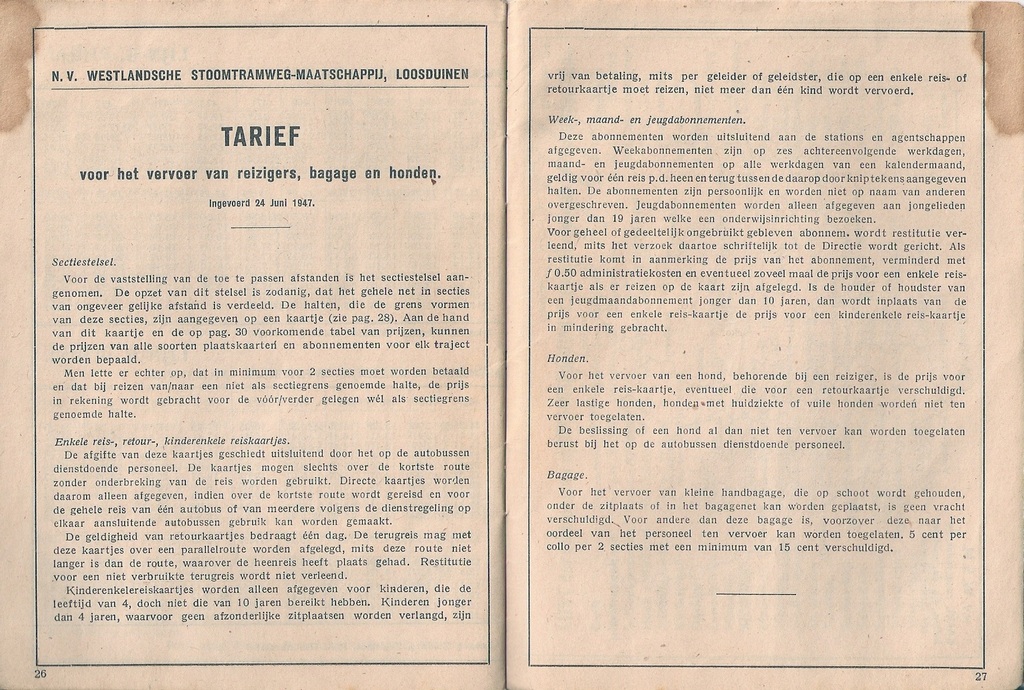 N. V. WESTLANDSCHE STOOMTRAMWEG-MAATSCHAPPIJ, LOOSDUINEN
TARIEF
voor het vervoer van reizigers, bagage en honden.
Ingevoerd 24 Juni 1947.
Sectiestelsel.
Voor de vaststelling van de toe te passen afstanden is het sectiestelsel aan-
genomen. De opzet van dit stelsel is zodanig, dat het gehele net in secties
van ongeveer gelijke afstand is verdeeld. De halten, die de grens vormen
van deze secties, zijn aangegeven op een kaartje (zie pag. 28). Aan de hand
van dit kaartje en de op pag. 30 voorkomende tabel van prijzen, kunnen
de prijzen van alle soorten plaatskaarten en abonnementen voor elk traject
worden bepaald.
Men lette er echter op, dat in minimum voor 2 secties moet worden betaald
en dat bij reizen van/naar een niet als sectiegrens genoemde halte, de prijs
in rekening wordt gebracht voor de vóór/verder gelegen wél als sectiegrens
genoemde halte.
Enkele reis-, retour-, kinderenkele reiskaartjes.
De afgifte van deze kaartjes geschiedt uitsluitend door het op de autobussen
dienstdoende personeel. De kaartjes mogen slechts over de kortste route
zonder onderbreking van de reis worden gebruikt. Directe kaartjes worden
daarom alleen afgegeven, indien over de kortste route wordt gereisd en voor
de gehele reis van één autobus of van meerdere volgens de dienstregeling op
elkaar aansluitende autobussen gebruik kan worden gemaakt.
De geldigheid van retourkaartjes bedraagt één dag. De terugreis mag met
deze kaartjes over een parallelroute worden afgelegd, mits deze route niet
langer is dan de route, waarover de heenreis heeft plaats gehad. Restitutie
voor een niet verbruikte terugreis wordt niet verleend.
Kinderenkelereiskaartjes worden alleen afgegeven voor kinderen, die de
leeftijd van 4, doch niet die van 10 jaren bereikt hebben. Kinderen jonger
dan 4 jaren, waarvoor geen afzonderlijke zitplaatsen worden verlangd, zijn
26
vrij van betaling, mits per geleider of geleidster, die op een enkele reis- of
retourkaartje moet reizen, niet meer dan één kind wordt vervoerd.
Week-, maand- en jeugdabonnementen.
Deze abonnementen worden uitsluitend aan de stations en agentschappen
afgegeven. Weekabonnementen zijn op zes achtereenvolgende werkdagen,
maand- en jeugdabonnementen op alle werkdagen van een kalendermaand,
geldig voor één reis p.d. heen en terug tussen de daarop door kniptekens aangegeven
halten. De abonnementen zijn persoonlijk en worden niet op naam van anderen
overgeschreven. Jeugdabonnementen worden alleen afgegeven aan jongelieden
jonger dan 19 jaren welke een onderwijsinrichting bezoeken.
Voor geheel of gedeeltelijk ongebruikt gebleven abonnem. wordt restitutie ver-
leend, mits het verzoek daartoe schriftelijk tot de Directie wordt gericht. Als
restitutie komt in aanmerking de prijs van het abonnement, verminderd met
ƒ 0.50 administratiekosten en eventueel zoveel maal de prijs voor een enkele reis-
kaartje als er reizen op de kaart zijn afgelegd. Is de houder of houdster van
een jeugdmaandabonnement jonger dan 10 jaren, dan wordt inplaats van de
prijs voor een enkele reis-kaartje de prijs voor een kinderenkele reis-kaartje
in mindering gebracht.
Honden.
Voor het vervoer van een hond, behorende bij een reiziger, is de prijs voor
een enkele reis-kaartje, eventueel die voor een retourkaartje verschuldigd.
Zeer lastige honden, honden met huidziekte of vuile honden worden niet ten
vervoer toegelaten.
De beslissing of een hond al dan niet ten vervoer kan worden toegelaten
berust bij het op de autobussen dienstdoende personeel.
Bagage.
Voor het vervoer van kleine handbagage, die op schoot wordt gehouden,
onder de zitplaats of in het bagagenet kan worden geplaatst, is geen vracht
verschuldigd. Voor andere dan deze bagage is, voorzover deze naar het
oordeel van het personeel ten vervoer kan worden toegelaten. 5 cent per
collo per 2 secties met een minimum van 15 cent verschuldigd.
27